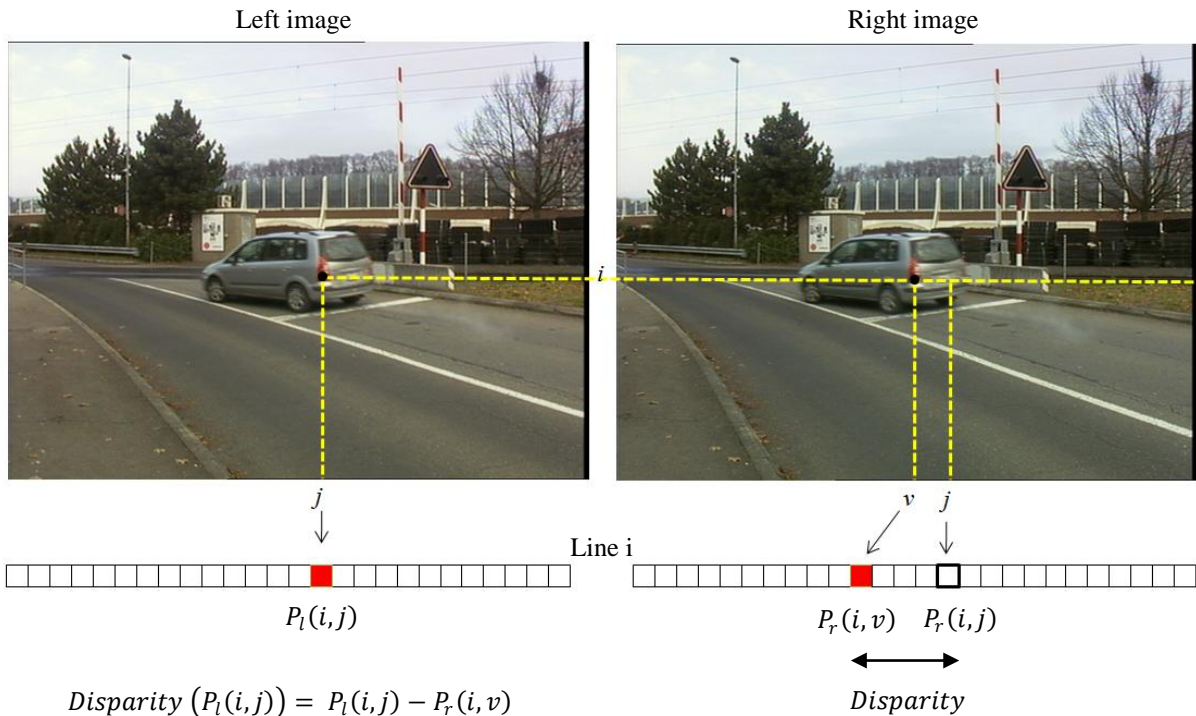 Left image
Right image
i
j
v j
Line i
P_l(i,j)
P_r(i,v) P_r(i,j)
Disparity (P_l(i,j)) = P_l(i,j) − P_r(i,v)
Disparity